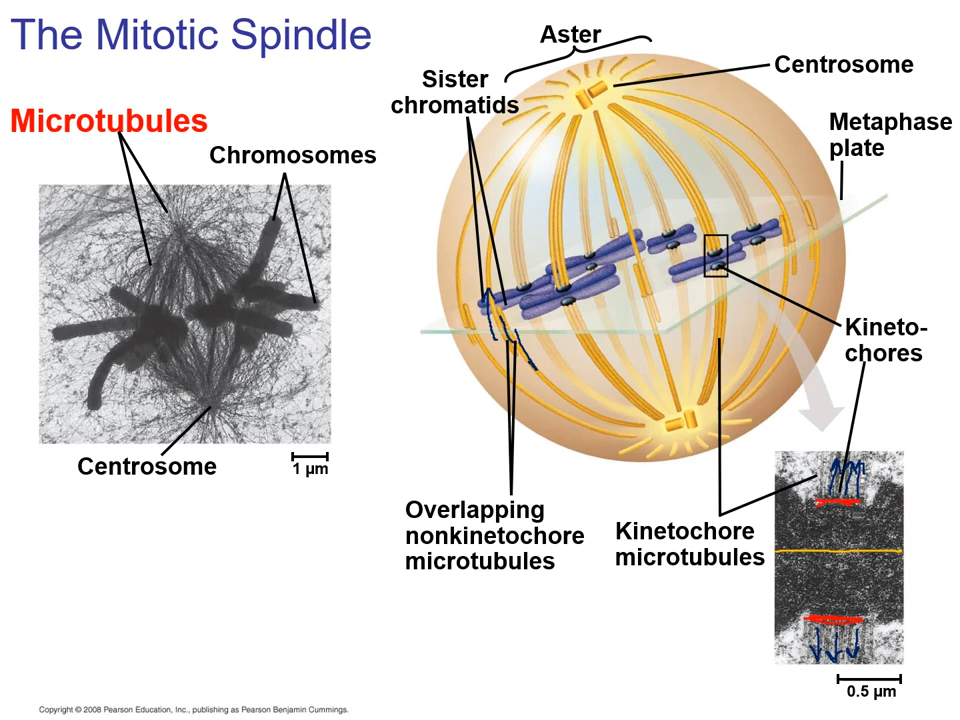 The Mitotic Spindle
Aster
Centrosome
Sister
chromatids
Metaphase
plate
Microtubules
Chromosomes
Kineto-
chores
Centrosome
1 µm
Overlapping
nonkinetochore
microtubules
Kinetochore
microtubules
0.5 µm
Copyright © 2008 Pearson Education, Inc., publishing as Pearson Benjamin Cummings.